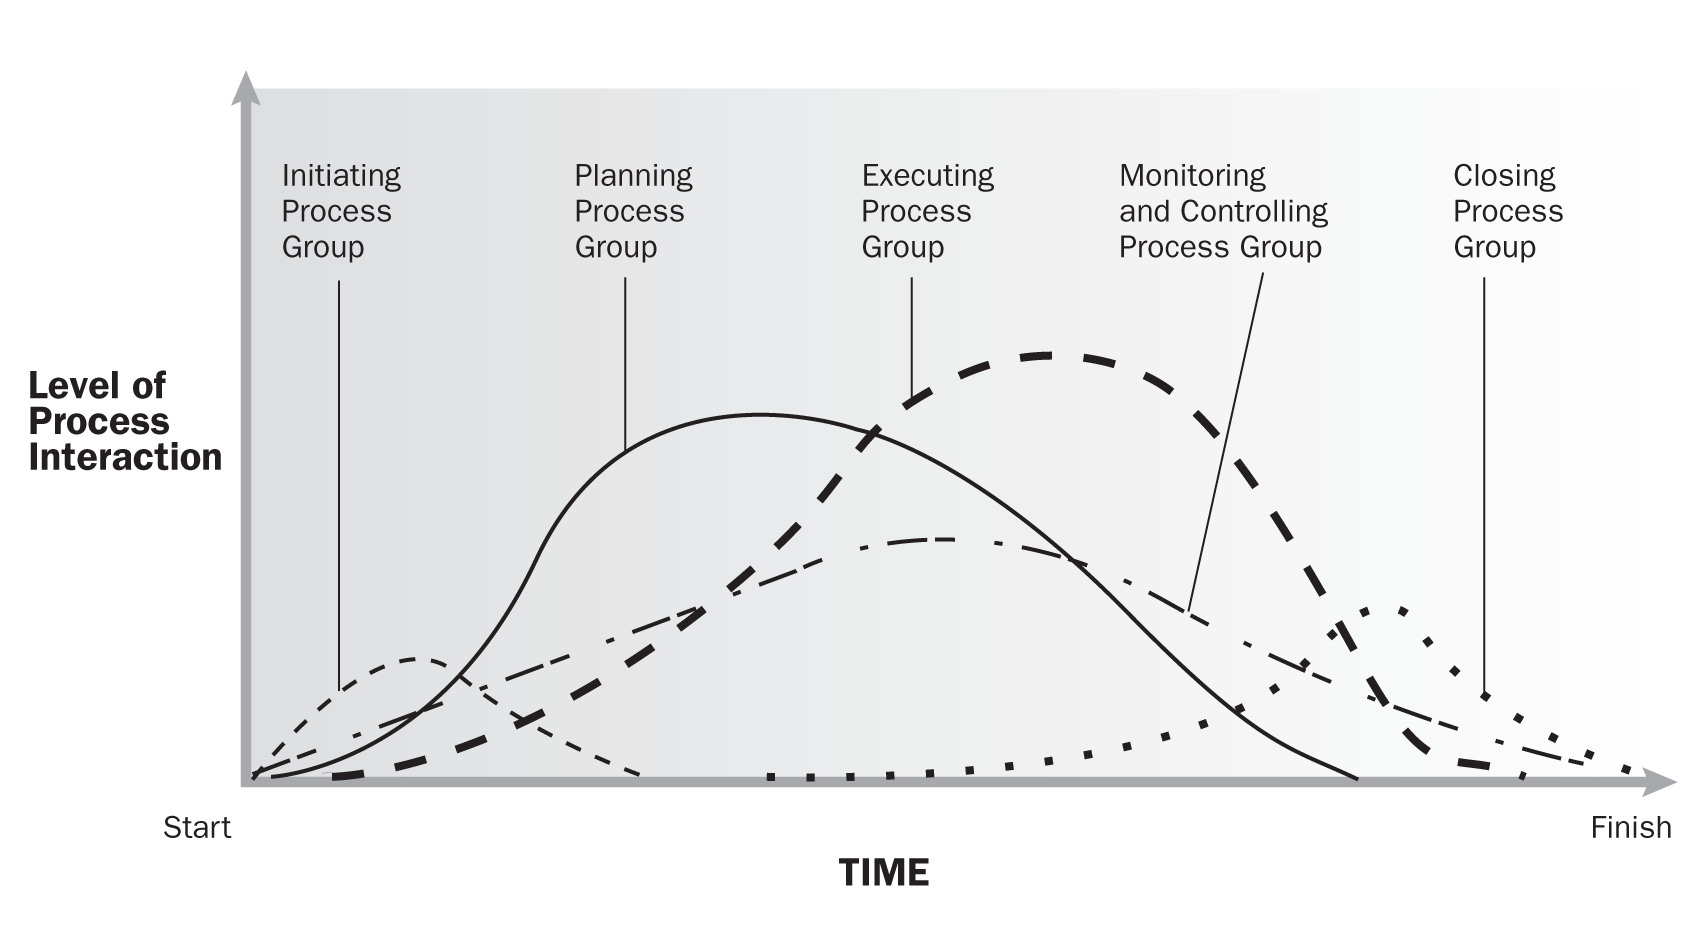 Initiating
Process
Group
Planning
Process
Group
Executing
Process
Group
Monitoring
and Controlling
Process Group
Closing
Process
Group
Level of
Process
Interaction
Start
Finish
TIME